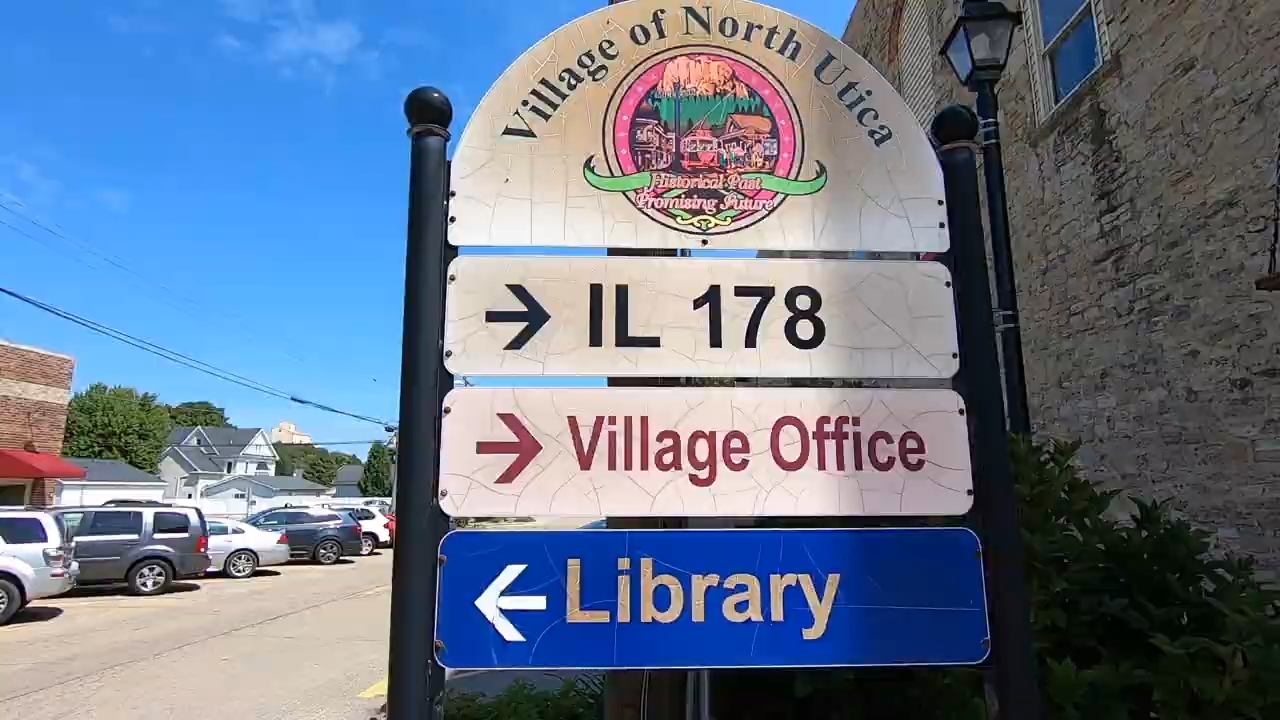 Village of North Utica
Historical Past
Promising Future
→ IL 178
→ Village Office
← Library